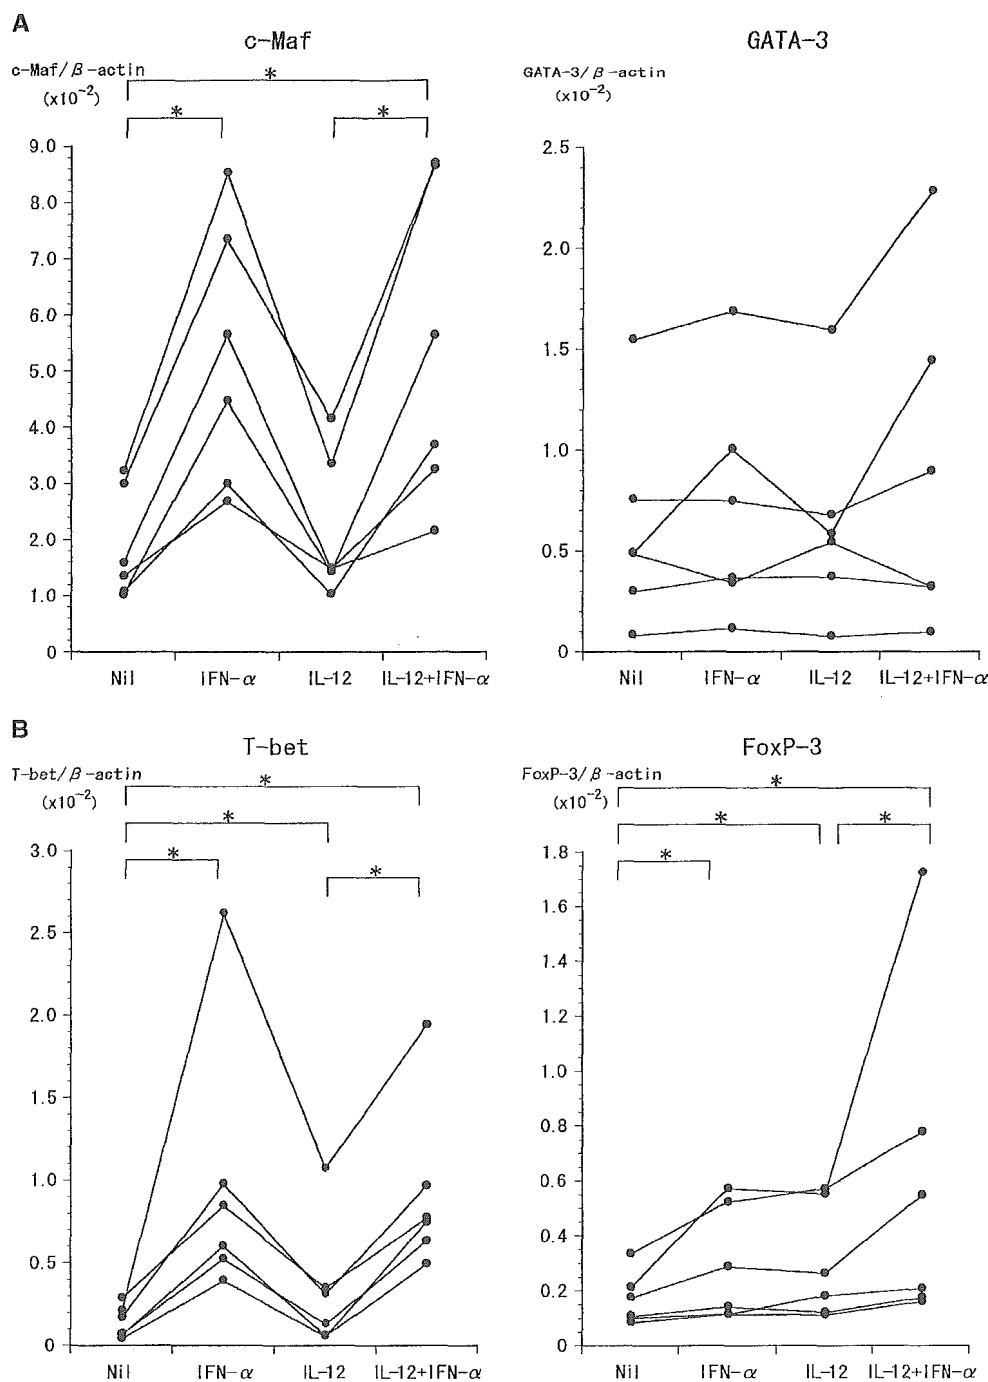 A
c-Maf
GATA-3
c-Maf/β-actin
(x10-2)
GATA-3/β-actin
(x10-2)
*
*
*
9.0
8.0
7.0
6.0
5.0
4.0
3.0
2.0
1.0
0
Nil IFN-α IL-12 IL-12+IFN-α
2.5
2.0
1.5
1.0
0.5
0
Nil IFN-α IL-12 IL-12+IFN-α
B
T-bet
FoxP-3
T-bet/β-actin
(x10-2)
FoxP-3/β-actin
(x10-2)
*
*
*
*
3.0
2.5
2.0
1.5
1.0
0.5
0
Nil IFN-α IL-12 IL-12+IFN-α
*
*
*
*
1.8
1.6
1.4
1.2
1.0
0.8
0.6
0.4
0.2
0
Nil IFN-α IL-12 IL-12+IFN-α